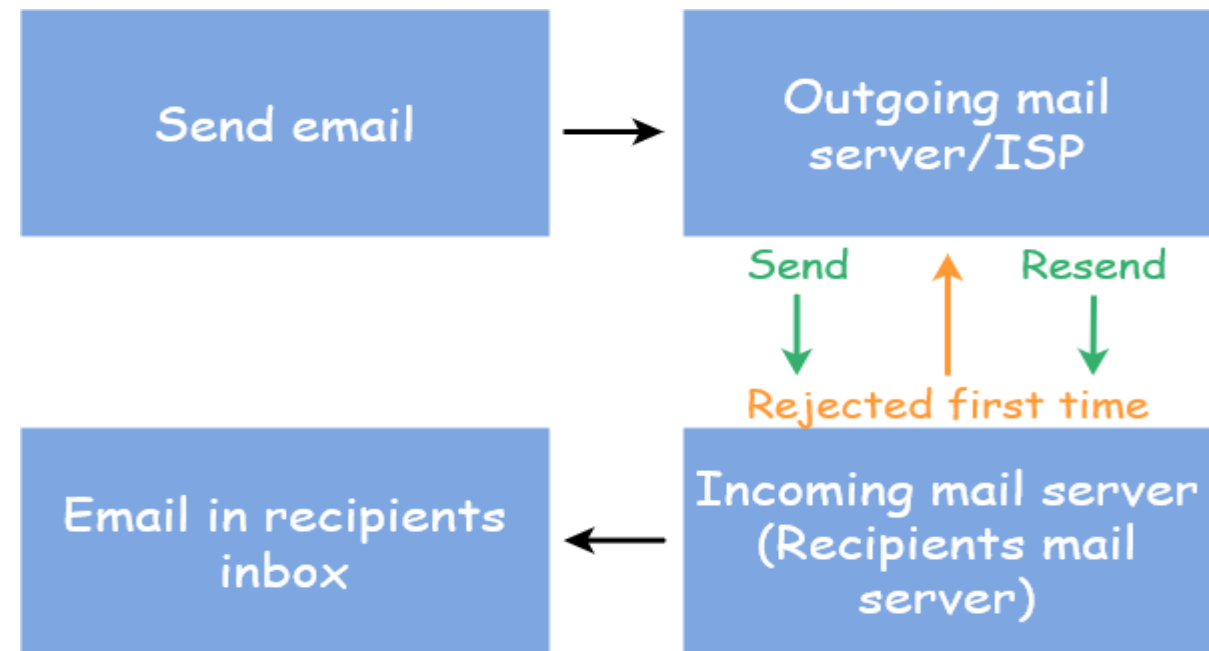 Send email
Outgoing mail
server/ISP
Send
Resend
Rejected first time
Email in recipients
inbox
Incoming mail server
(Recipients mail
server)